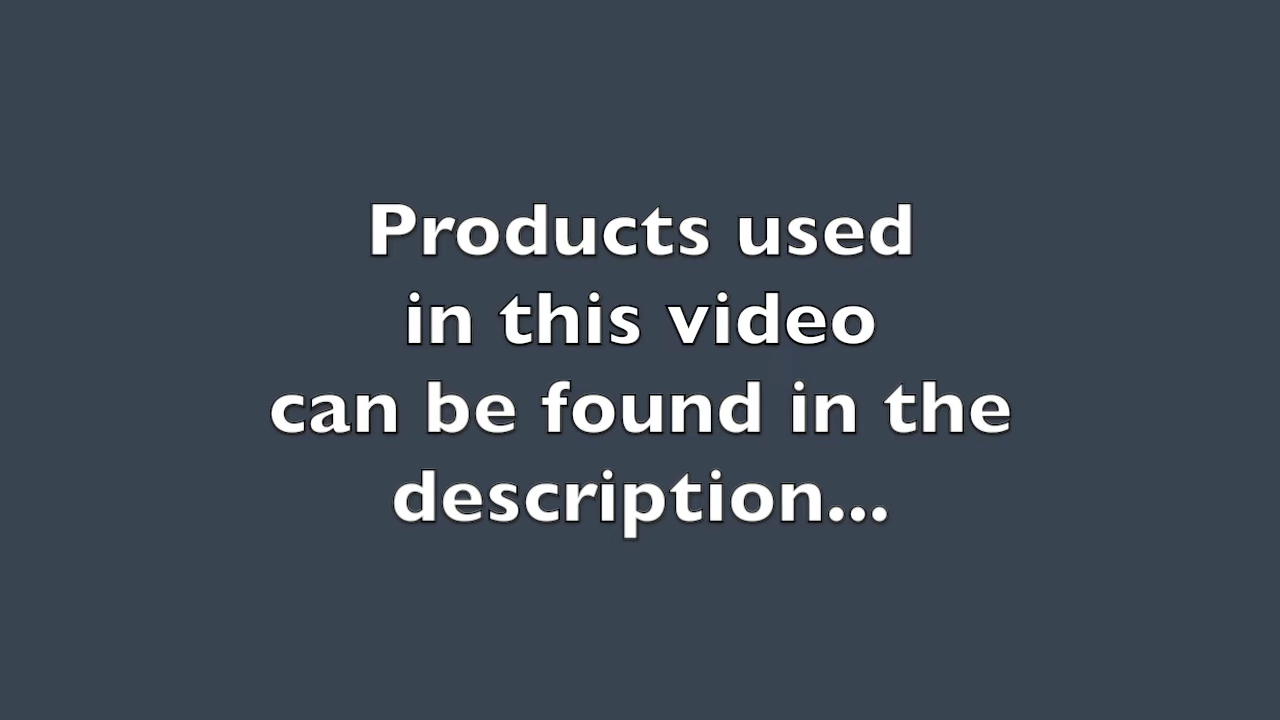 Products used
in this video
can be found in the
description...